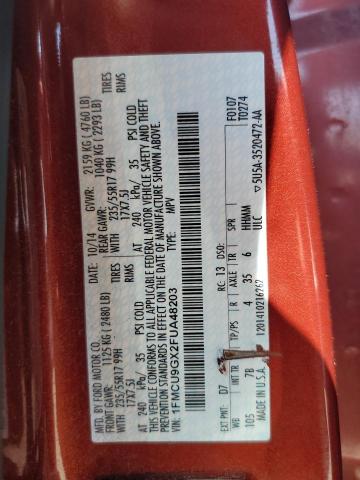 MFD. BY FORD MOTOR CO. 10/14 GVWR: 2159 KG ( 4760 LB)
FRONT GAWR: 1125 KG ( 2480 LB) REAR GAWR: 1040 KG ( 2293 LB)
WITH 235/55R17 99H TIRES WITH 235/55R17 99H TIRES
17X7.5J RIMS 17X7.5J RIMS
AT 240 kPa/ 35 PSI COLD AT 240 kPa/ 35 PSI COLD
THIS VEHICLE CONFORMS TO ALL APPLICABLE FEDERAL MOTOR VEHICLE SAFETY AND THEFT
PREVENTION STANDARDS IN EFFECT ON THE DATE OF MANUFACTURE SHOWN ABOVE.
VIN: 1FMCU9GX2FUA48203 F0107
TYPE: MPV T0274
EXT PNT: D7 RC: 13 DSO:
WB INT TR TP/PS R AXLE TR SPR
105 7B 4 35 6 HHMM
MADE IN U.S.A. ULC
5U5A-3520472-AA